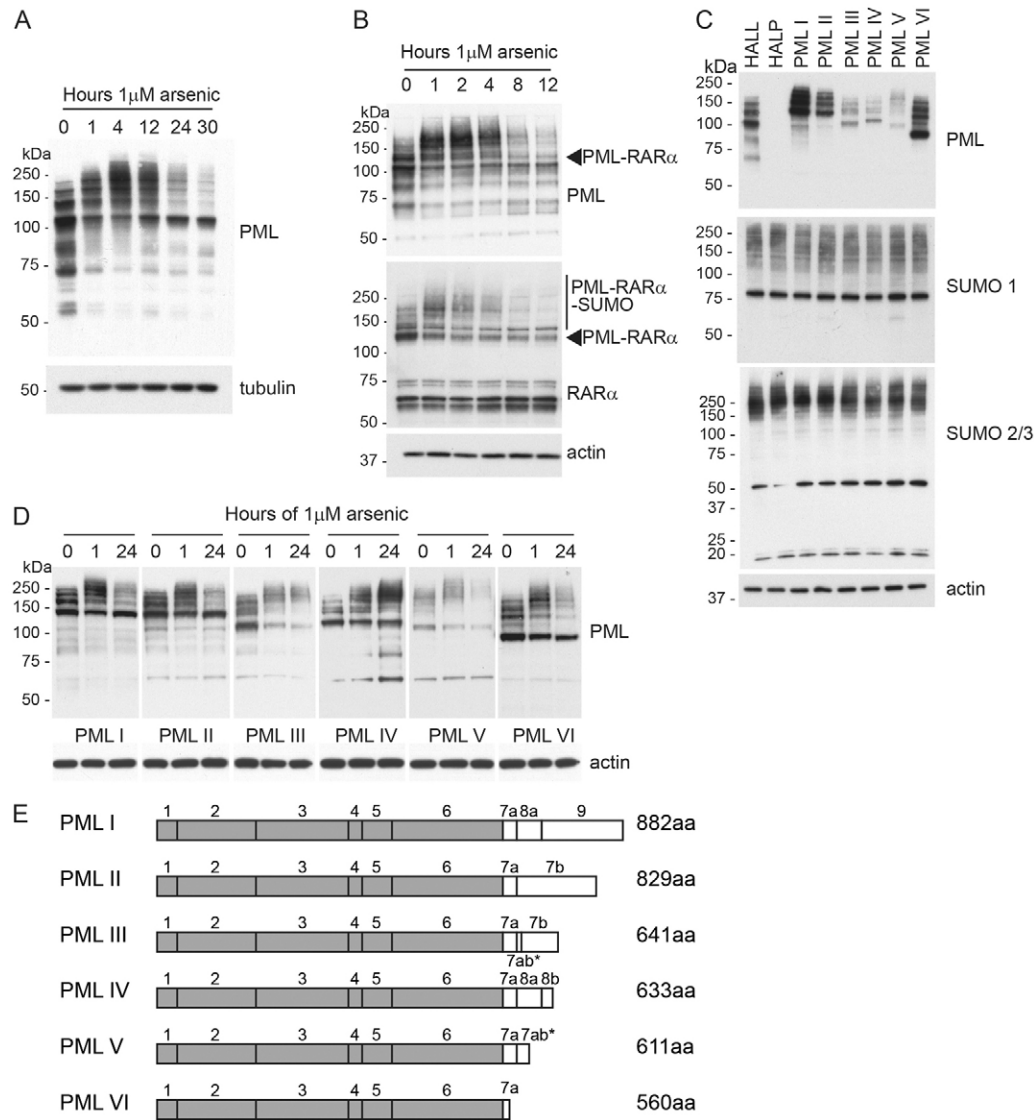 A
Hours 1µM arsenic
0 1 4 12 24 30
kDa
250 -
150 -
100 -
75 -
50 -
PML
50 -
tubulin
B
Hours 1µM arsenic
0 1 2 4 8 12
kDa
250 -
150 -
100 -
75 -
50 -
PML-RARα
PML
250 -
150 -
100 -
75 -
50 -
PML-RARα
-SUMO
PML-RARα
RARα
37 -
actin
C
HALL HALP PML I PML II PML III PML IV PML V PML VI
kDa
250 -
150 -
100 -
75 -
50 -
PML
250 -
150 -
100 -
75 -
50 -
SUMO 1
250 -
150 -
100 -
75 -
50 -
37 -
25 -
20 -
SUMO 2/3
37 -
actin
D
Hours of 1µM arsenic
0 1 24 0 1 24 0 1 24 0 1 24 0 1 24 0 1 24
kDa
250 -
150 -
100 -
75 -
50 -
PML
PML I PML II PML III PML IV PML V PML VI
actin
E
1 2 3 4 5 6 7a 8a 9
PML I 882aa
1 2 3 4 5 6 7a 7b
PML II 829aa
1 2 3 4 5 6 7a 7b
PML III 641aa
7ab*
1 2 3 4 5 6 7a 8a 8b
PML IV 633aa
1 2 3 4 5 6 7a 7ab*
PML V 611aa
1 2 3 4 5 6 7a
PML VI 560aa